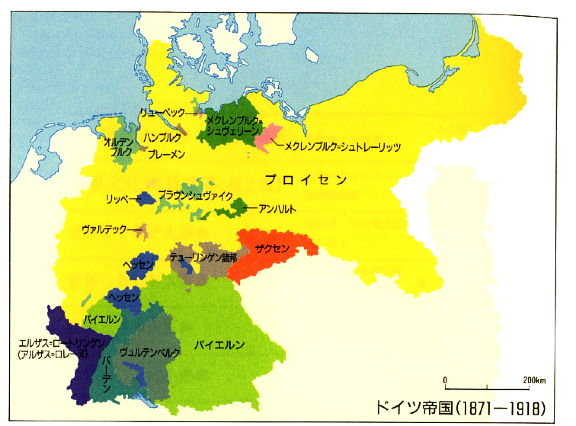 リューベック
メクレンブルク=
シュヴェリーン
ハンブルク
メクレンブルク=シュトレーリッツ
オルデン
ブルク
ブレーメン
プロイセン
リッペ
ブラウンシュヴァイク
アンハルト
ヴァルデック
ザクセン
ヘッセン
テューリンゲン諸邦
ヘッセン
バイエルン
エルザス=ロートリンゲン
(アルザス=ロレーヌ)
バーデン
ヴュルテンベルク
バイエルン
0 200km
ドイツ帝国(1871-1918)